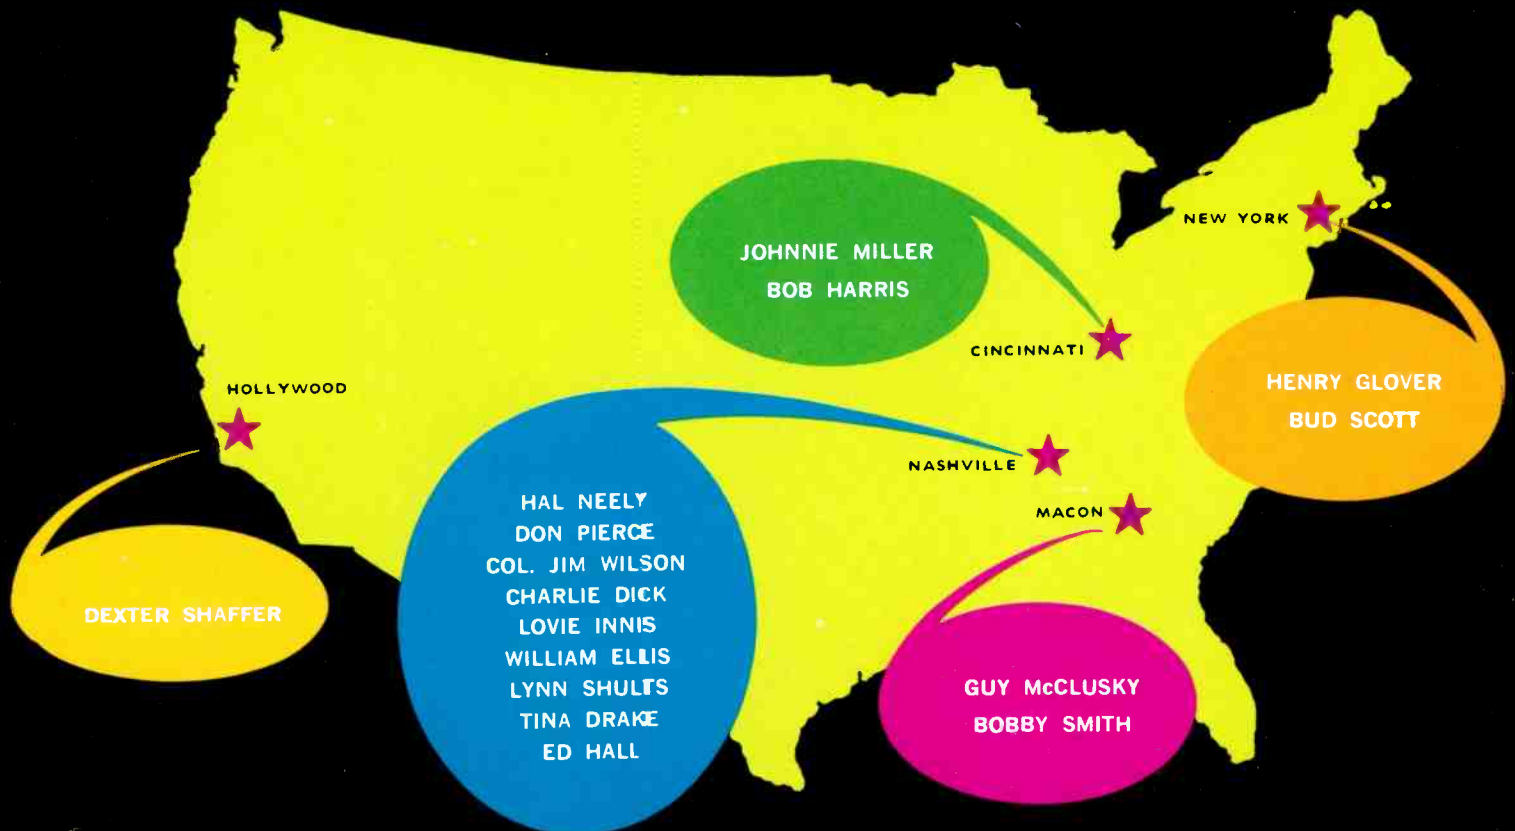 NEW YORK
JOHNNIE MILLER
BOB HARRIS
CINCINNATI
HENRY GLOVER
BUD SCOTT
HOLLYWOOD
NASHVILLE
HAL NEELY
DON PIERCE
COL. JIM WILSON
CHARLIE DICK
LOVIE INNIS
WILLIAM ELLIS
LYNN SHULTS
TINA DRAKE
ED HALL
MACON
DEXTER SHAFFER
GUY McCLUSKY
BOBBY SMITH